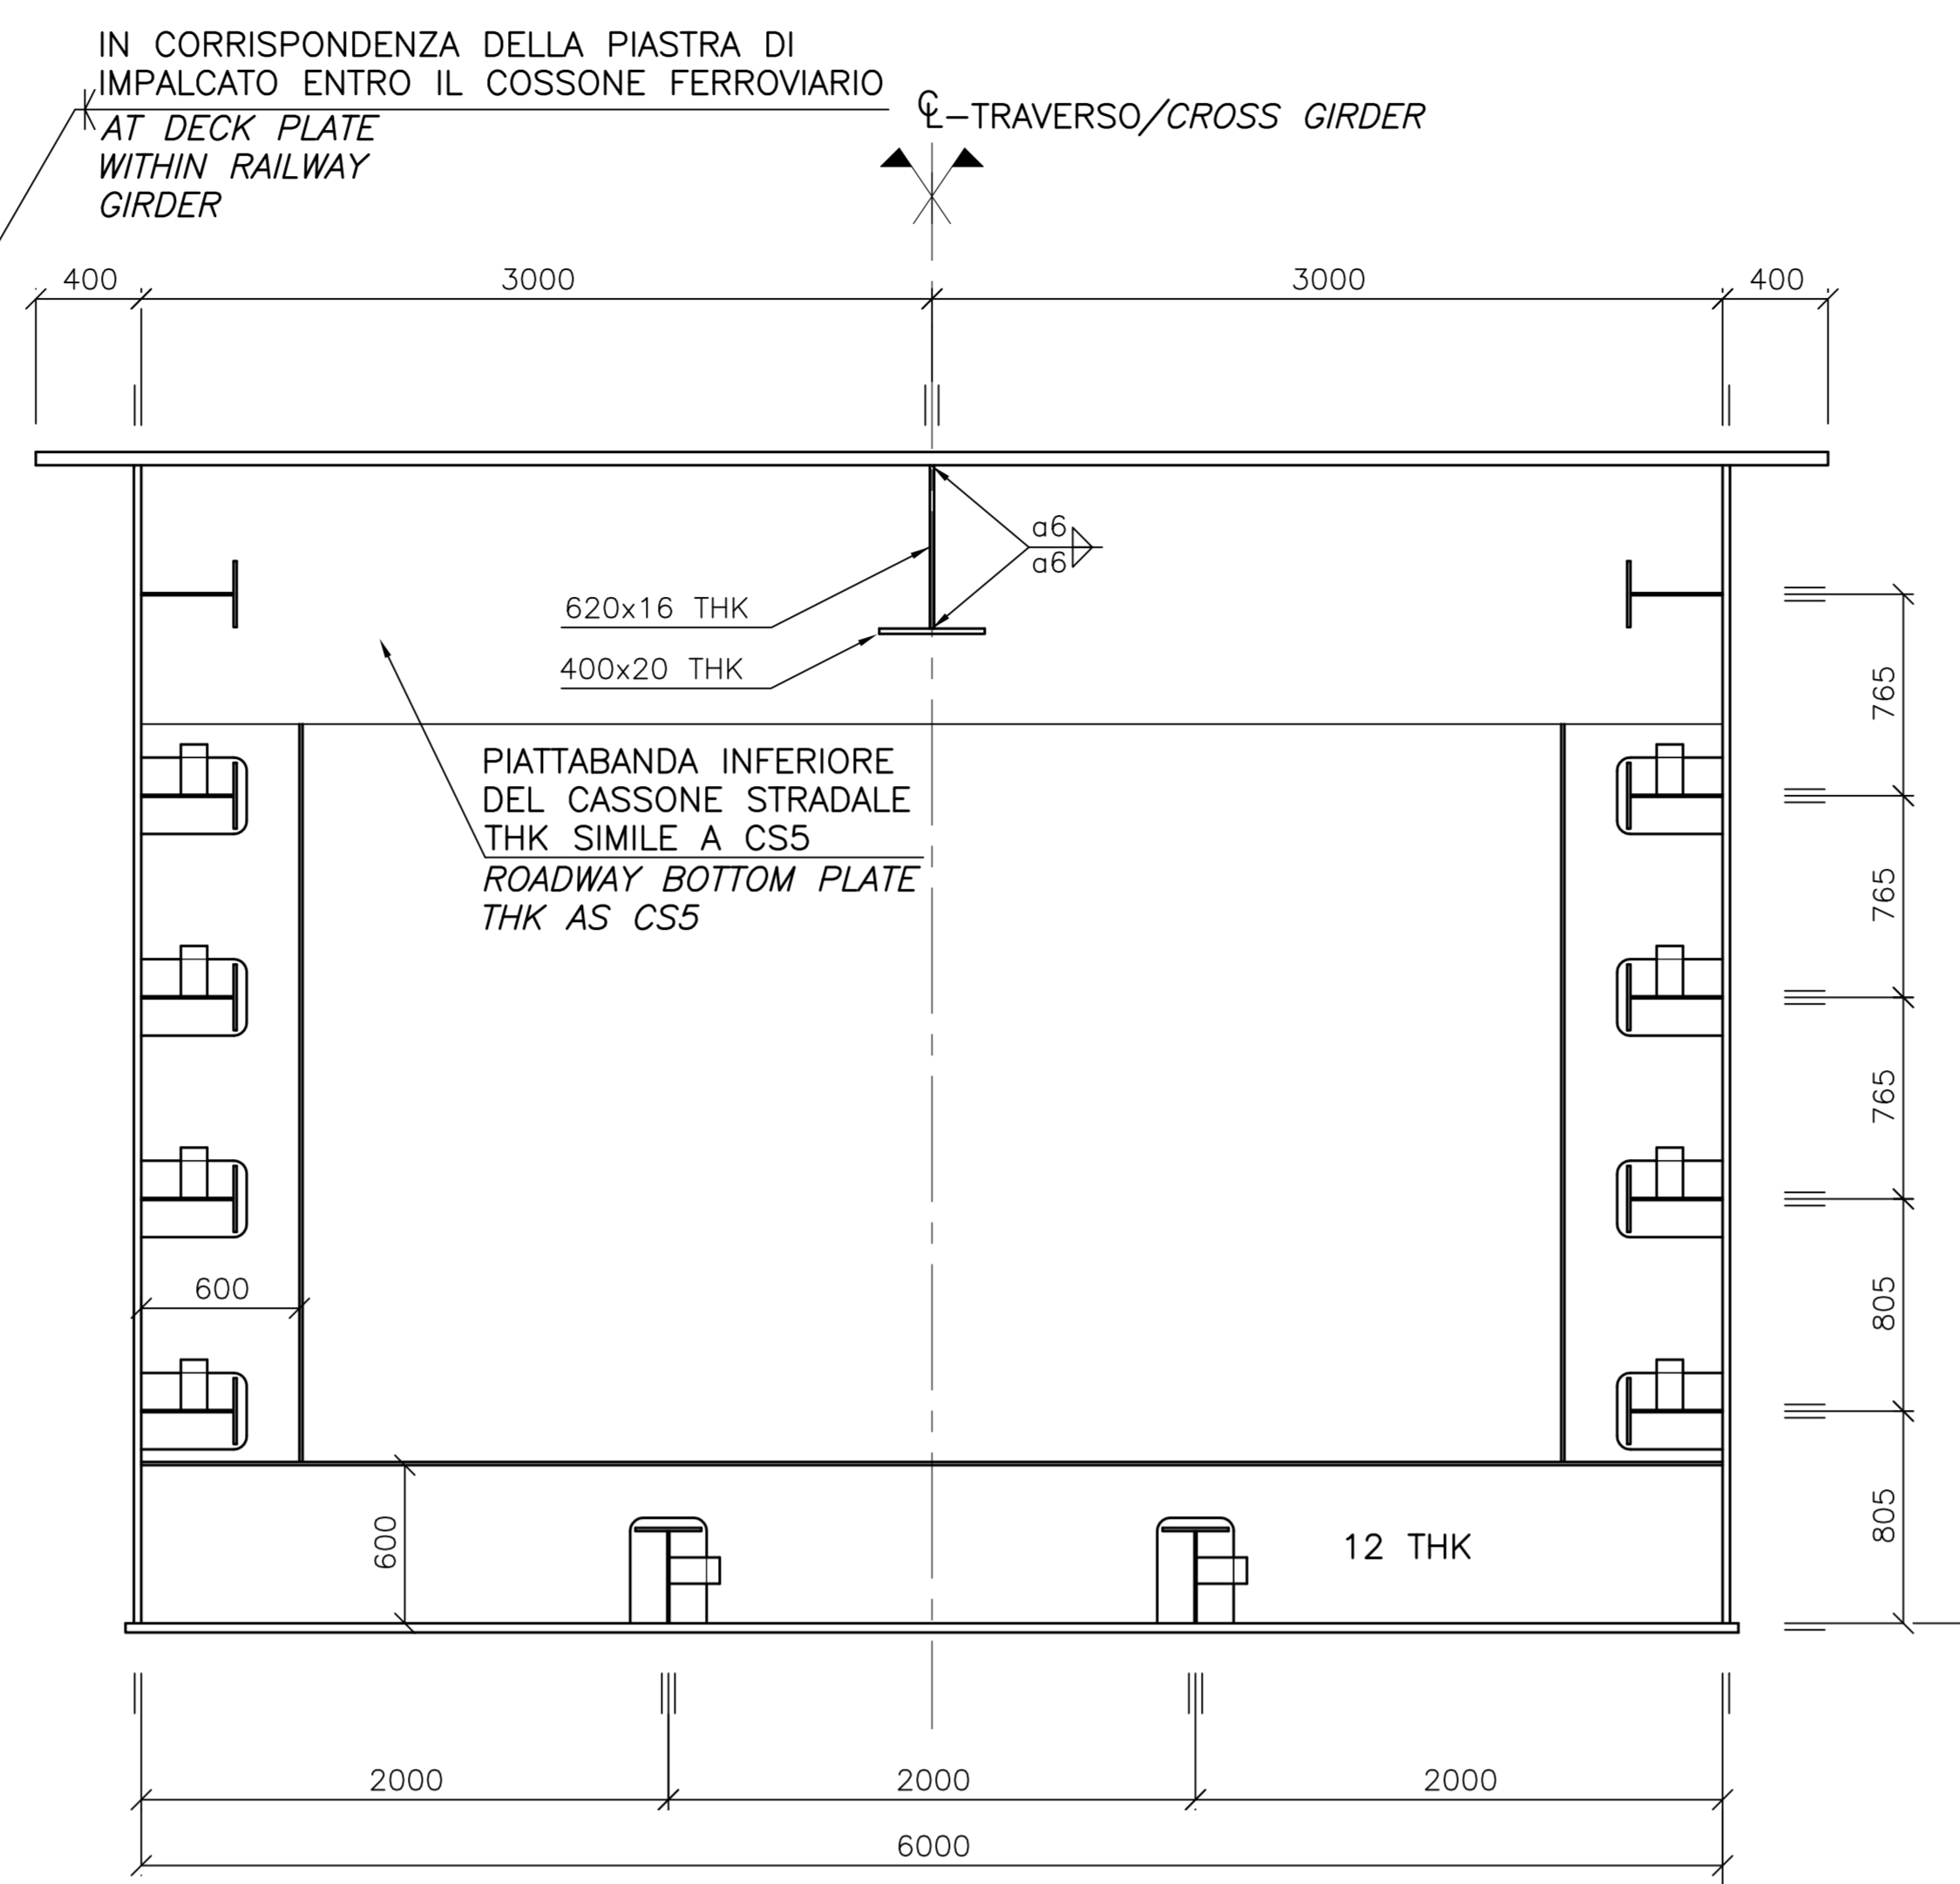 IN CORRISPONDENZA DELLA PIASTRA DI
IMPALCATO ENTRO IL COSSONE FERROVIARIO
AT DECK PLATE
WITHIN RAILWAY
GIRDER
℄-TRAVERSO/CROSS GIRDER
400
3000
3000
400
a6
a6
620x16 THK
400x20 THK
765
PIATTABANDA INFERIORE
DEL CASSONE STRADALE
THK SIMILE A CS5
ROADWAY BOTTOM PLATE
THK AS CS5
765
765
600
805
600
12 THK
805
2000
2000
2000
6000